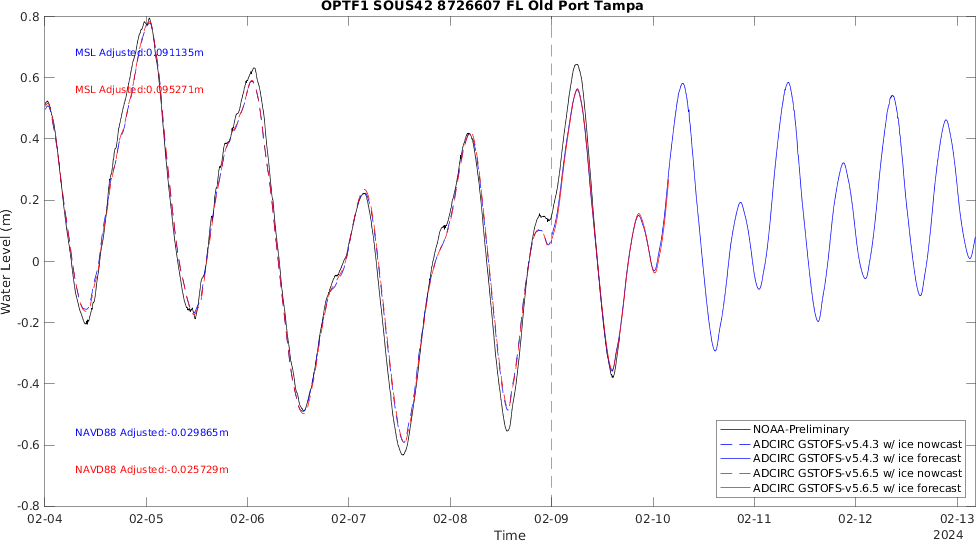 OPTF1 SOUS42 8726607 FL Old Port Tampa
0.8
0.6
0.4
0.2
0
-0.2
-0.4
-0.6
-0.8
Water Level (m)
MSL Adjusted:0.091135m
MSL Adjusted:0.095271m
NAVD88 Adjusted:-0.029865m
NAVD88 Adjusted:-0.025729m
NOAA-Preliminary
ADCIRC GSTOFS-v5.4.3 w/ ice nowcast
ADCIRC GSTOFS-v5.4.3 w/ ice forecast
ADCIRC GSTOFS-v5.6.5 w/ ice nowcast
ADCIRC GSTOFS-v5.6.5 w/ ice forecast
02-04 02-05 02-06 02-07 02-08 02-09 02-10 02-11 02-12 02-13
Time
2024